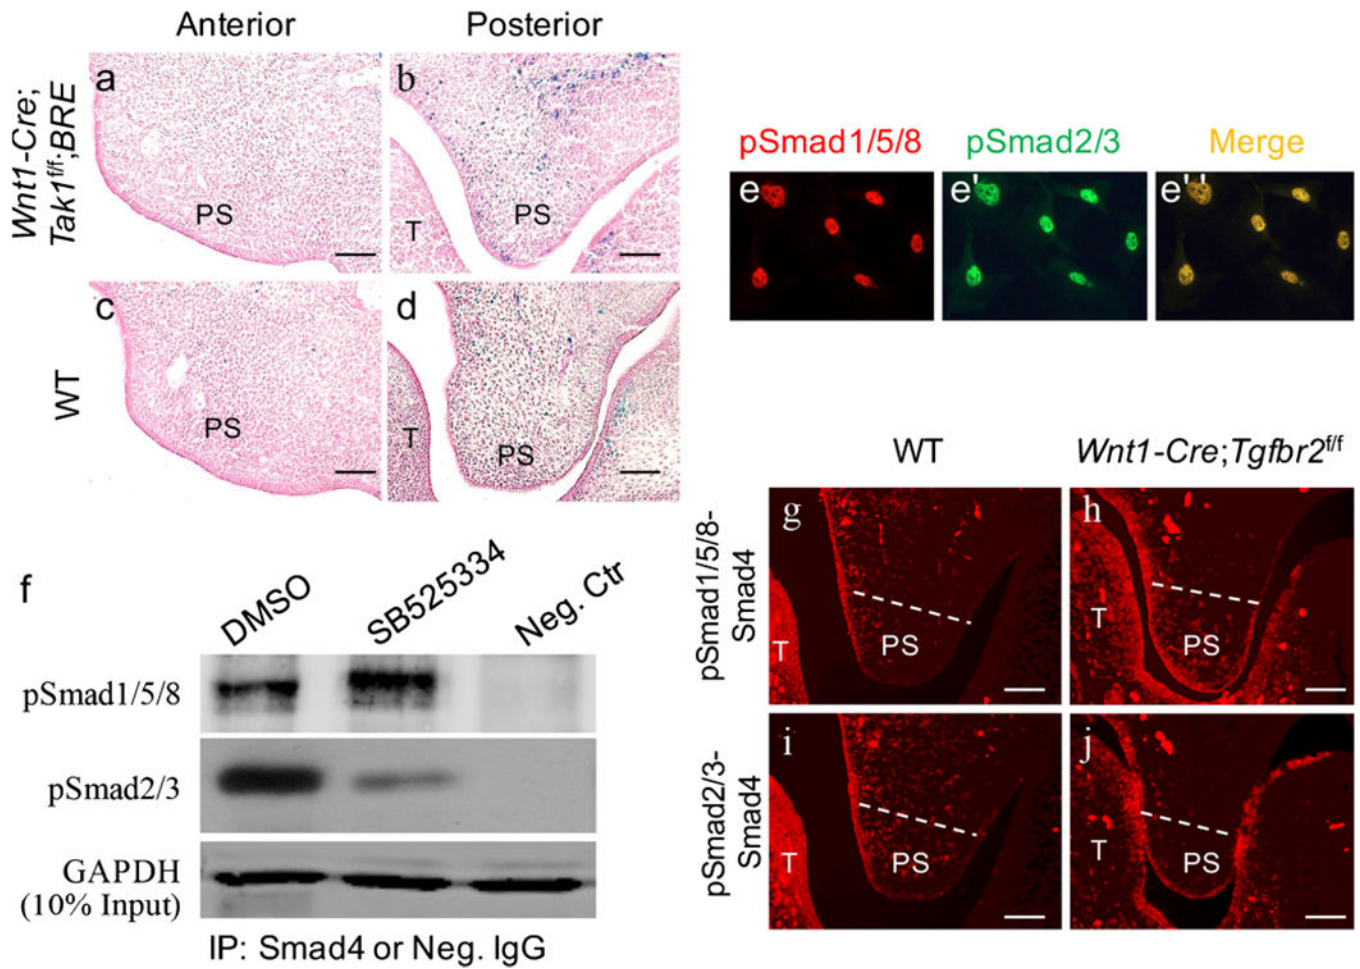 Anterior
Posterior
Wnt1-Cre;
Tak1f/f;BRE
a
PS
b
T
PS
WT
c
PS
d
T
PS
pSmad1/5/8
pSmad2/3
Merge
e
e'
e''
f
DMSO
SB525334
Neg. Ctr
pSmad1/5/8
pSmad2/3
GAPDH
(10% Input)
IP: Smad4 or Neg. IgG
WT
Wnt1-Cre;Tgfbr2f/f
pSmad1/5/8-
Smad4
g
T
PS
h
T
PS
pSmad2/3-
Smad4
i
T
PS
j
T
PS